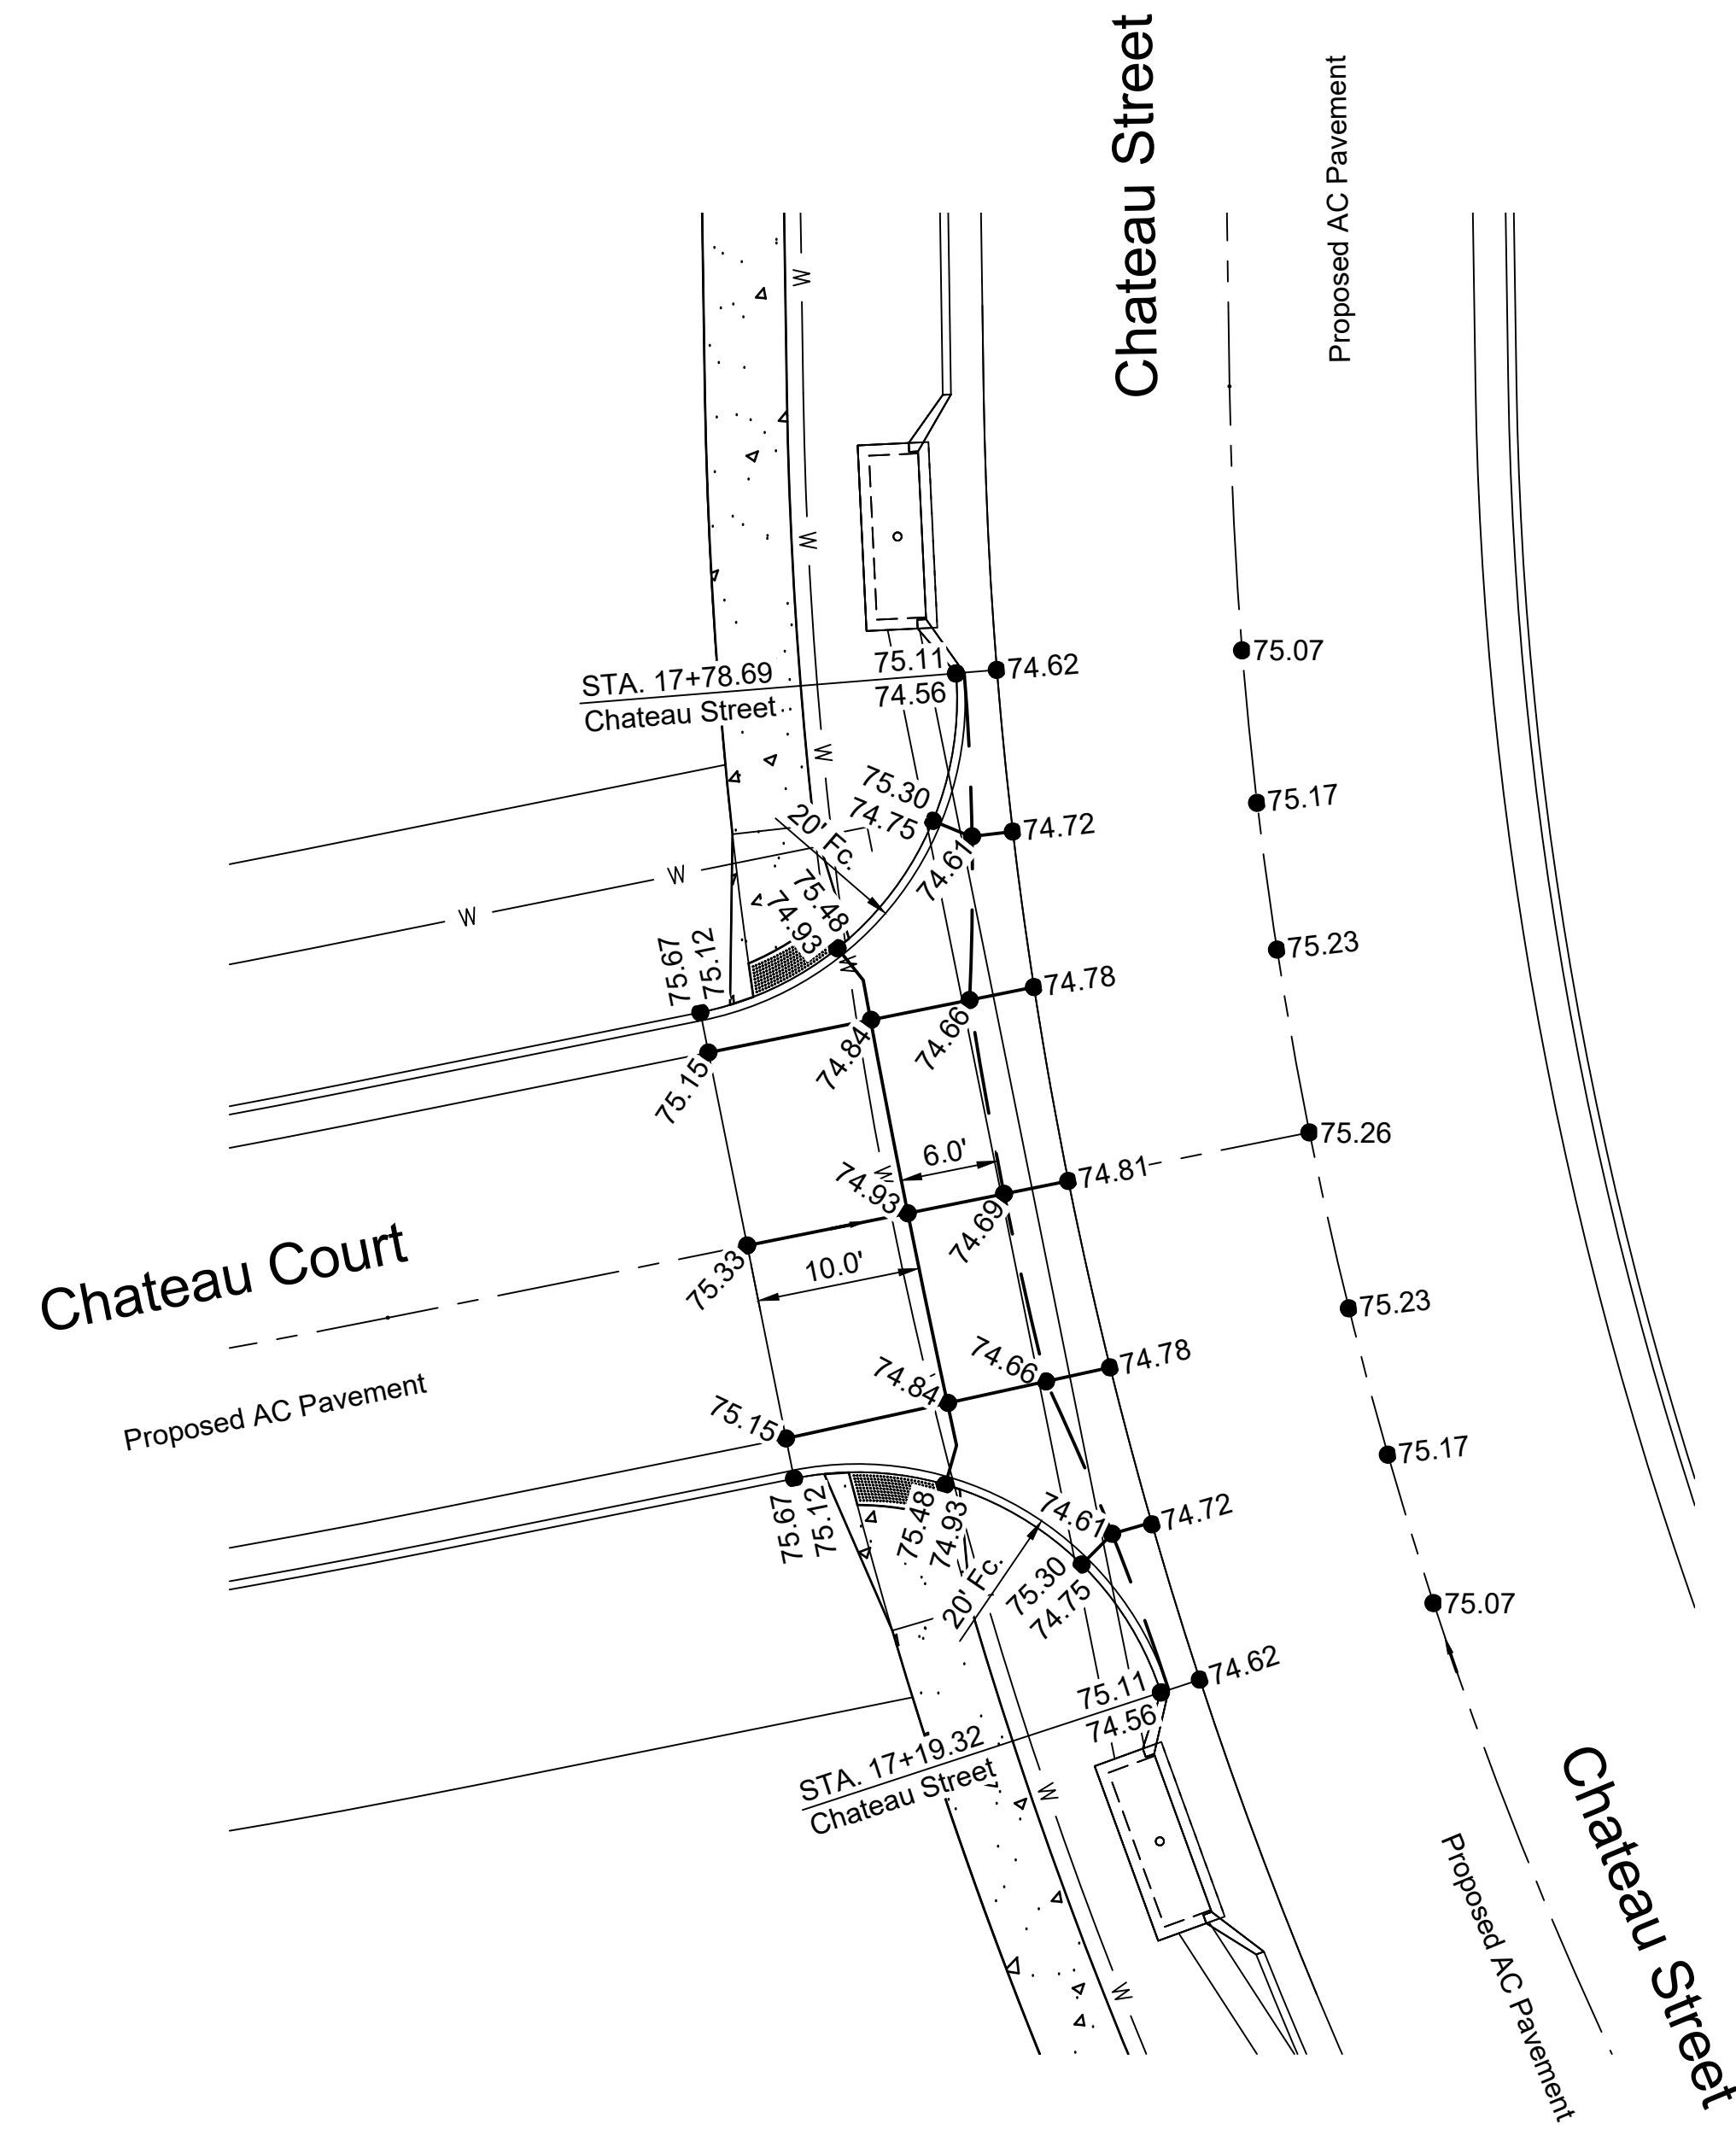 Chateau Street
Proposed AC Pavement
W
W
75.11
74.56
74.62
75.07
STA. 17+78.69
Chateau Street
W
75.30
74.75
20' Fc.
74.61
74.72
75.17
W
W
75.48
74.93
75.67
75.12
W
75.23
74.78
74.84
74.66
75.15
75.26
6.0'
W
74.93
74.81
74.69
Chateau Court
75.33
10.0'
75.23
Proposed AC Pavement
74.84
74.66
74.78
75.15
75.17
75.67
75.12
75.48
74.93
74.61
74.72
20' Fc.
75.30
74.75
75.07
75.11
74.56
74.62
STA. 17+19.32
Chateau Street
W
W
Chateau Street
Proposed AC Pavement